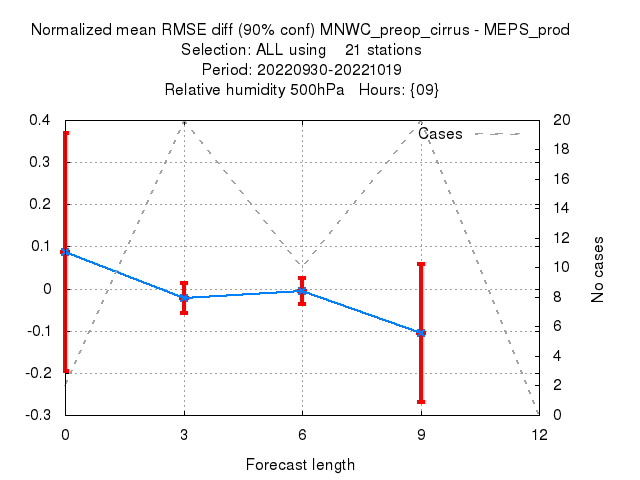 Normalized mean RMSE diff (90% conf) MNWC_preop_cirrus - MEPS_prod
Selection: ALL using    21 stations
Period: 20220930-20221019
Relative humidity 500hPa   Hours: {09}
Cases
0.4
0.3
0.2
0.1
0
-0.1
-0.2
-0.3
20
18
16
14
12
10
8
6
4
2
0
No cases
0 3 6 9 12
Forecast length